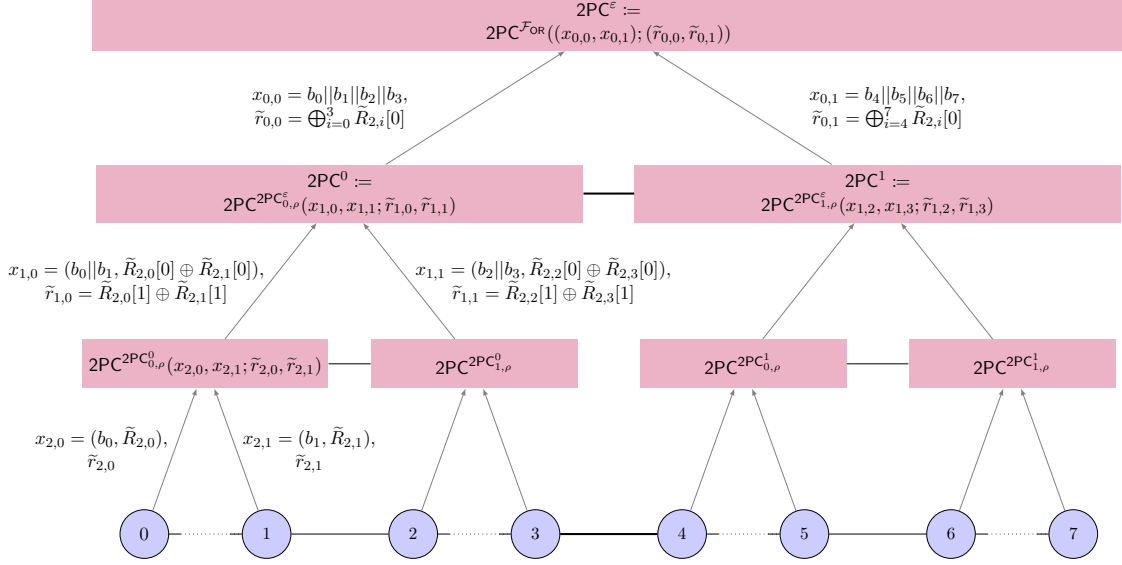 2PC^ε :=
2PC^{𝓕_OR}((x_{0,0}, x_{0,1}); (r̃_{0,0}, r̃_{0,1}))
x_{0,0} = b_0||b_1||b_2||b_3,
r̃_{0,0} = ⊕_{i=0}^{3} R̃_{2,i}[0]
x_{0,1} = b_4||b_5||b_6||b_7,
r̃_{0,1} = ⊕_{i=4}^{7} R̃_{2,i}[0]
2PC^0 :=
2PC^{2PC^ε_{0,ρ}}(x_{1,0}, x_{1,1}; r̃_{1,0}, r̃_{1,1})
2PC^1 :=
2PC^{2PC^ε_{1,ρ}}(x_{1,2}, x_{1,3}; r̃_{1,2}, r̃_{1,3})
x_{1,0} = (b_0||b_1, R̃_{2,0}[0] ⊕ R̃_{2,1}[0]),
r̃_{1,0} = R̃_{2,0}[1] ⊕ R̃_{2,1}[1]
x_{1,1} = (b_2||b_3, R̃_{2,2}[0] ⊕ R̃_{2,3}[0]),
r̃_{1,1} = R̃_{2,2}[1] ⊕ R̃_{2,3}[1]
2PC^{2PC^0_{0,ρ}}(x_{2,0}, x_{2,1}; r̃_{2,0}, r̃_{2,1})
2PC^{2PC^0_{1,ρ}}
2PC^{2PC^1_{0,ρ}}
2PC^{2PC^1_{1,ρ}}
x_{2,0} = (b_0, R̃_{2,0}),
r̃_{2,0}
x_{2,1} = (b_1, R̃_{2,1}),
r̃_{2,1}
0
1
2
3
4
5
6
7